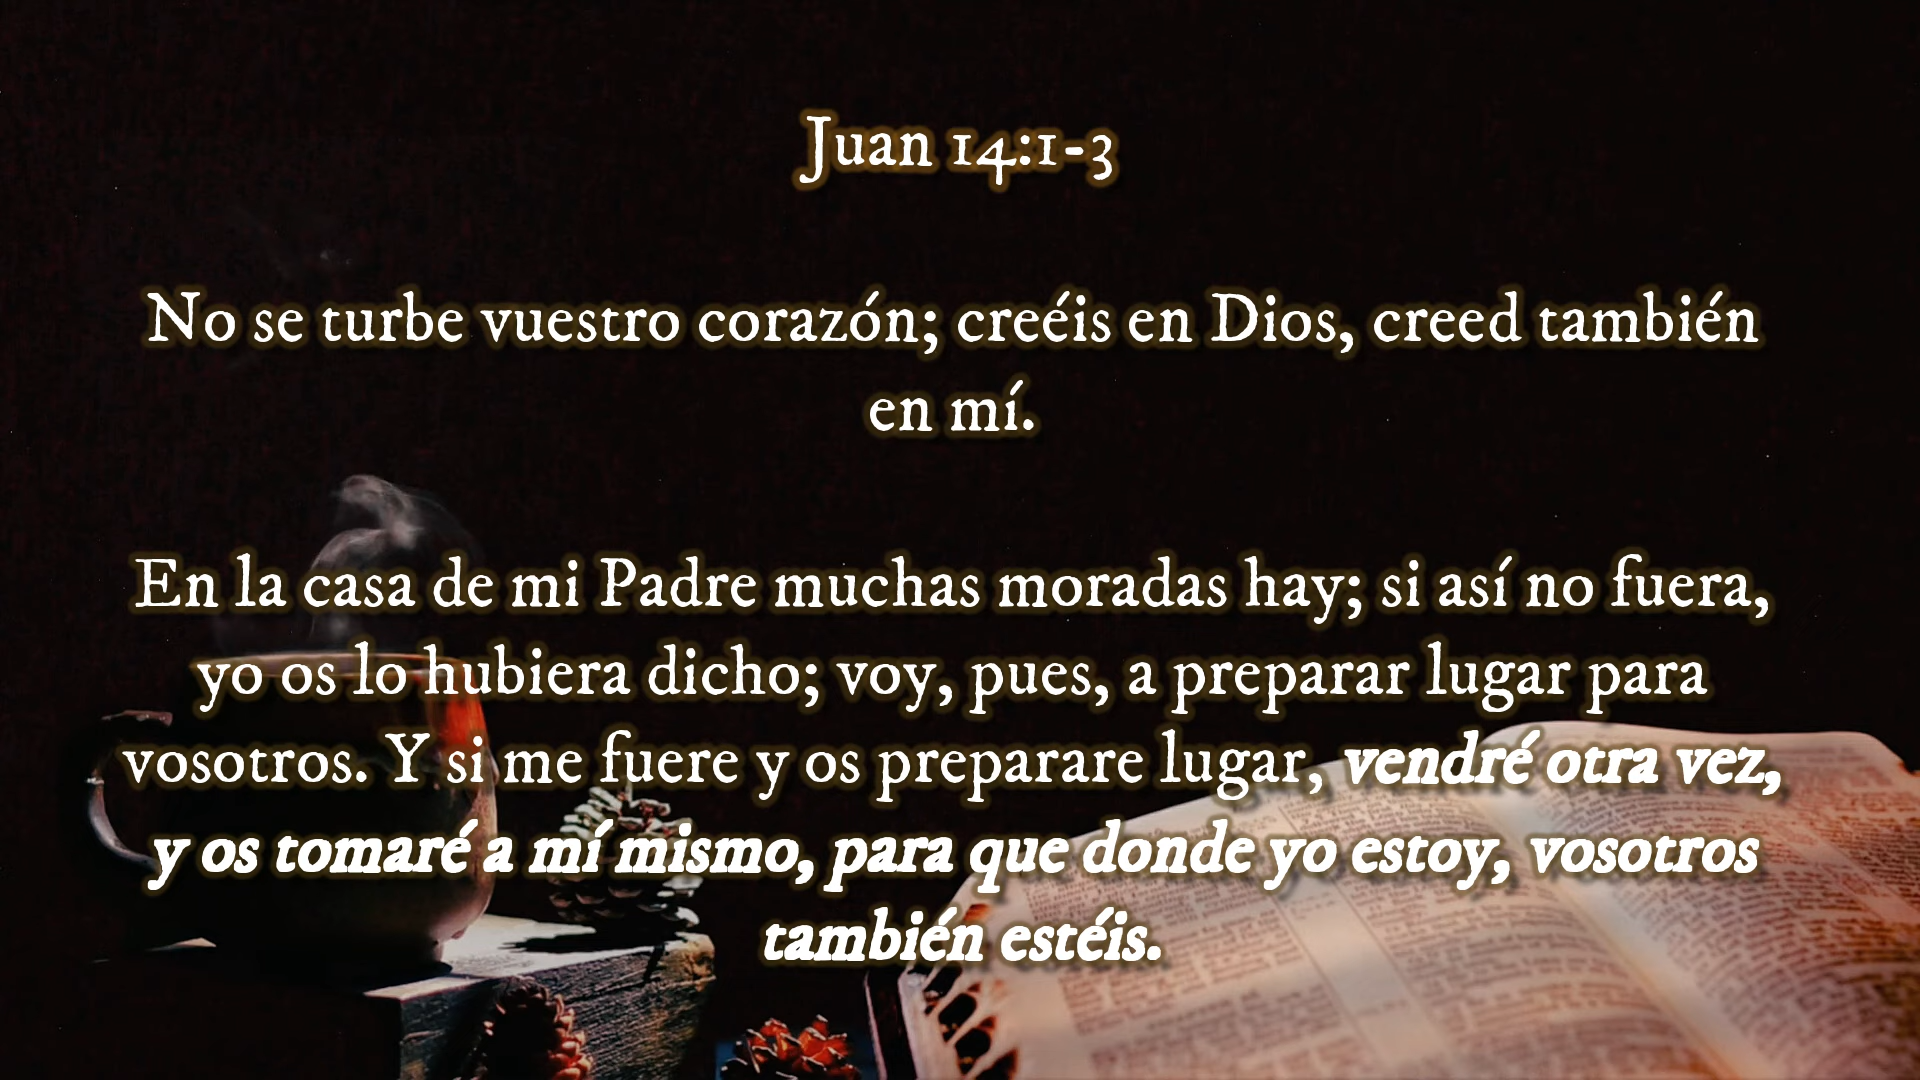 Juan 14:1-3
No se turbe vuestro corazón; creéis en Dios, creed también
en mí.
En la casa de mi Padre muchas moradas hay; si así no fuera,
yo os lo hubiera dicho; voy, pues, a preparar lugar para
vosotros. Y si me fuere y os preparare lugar, vendré otra vez,
y os tomaré a mí mismo, para que donde yo estoy, vosotros
también estéis.